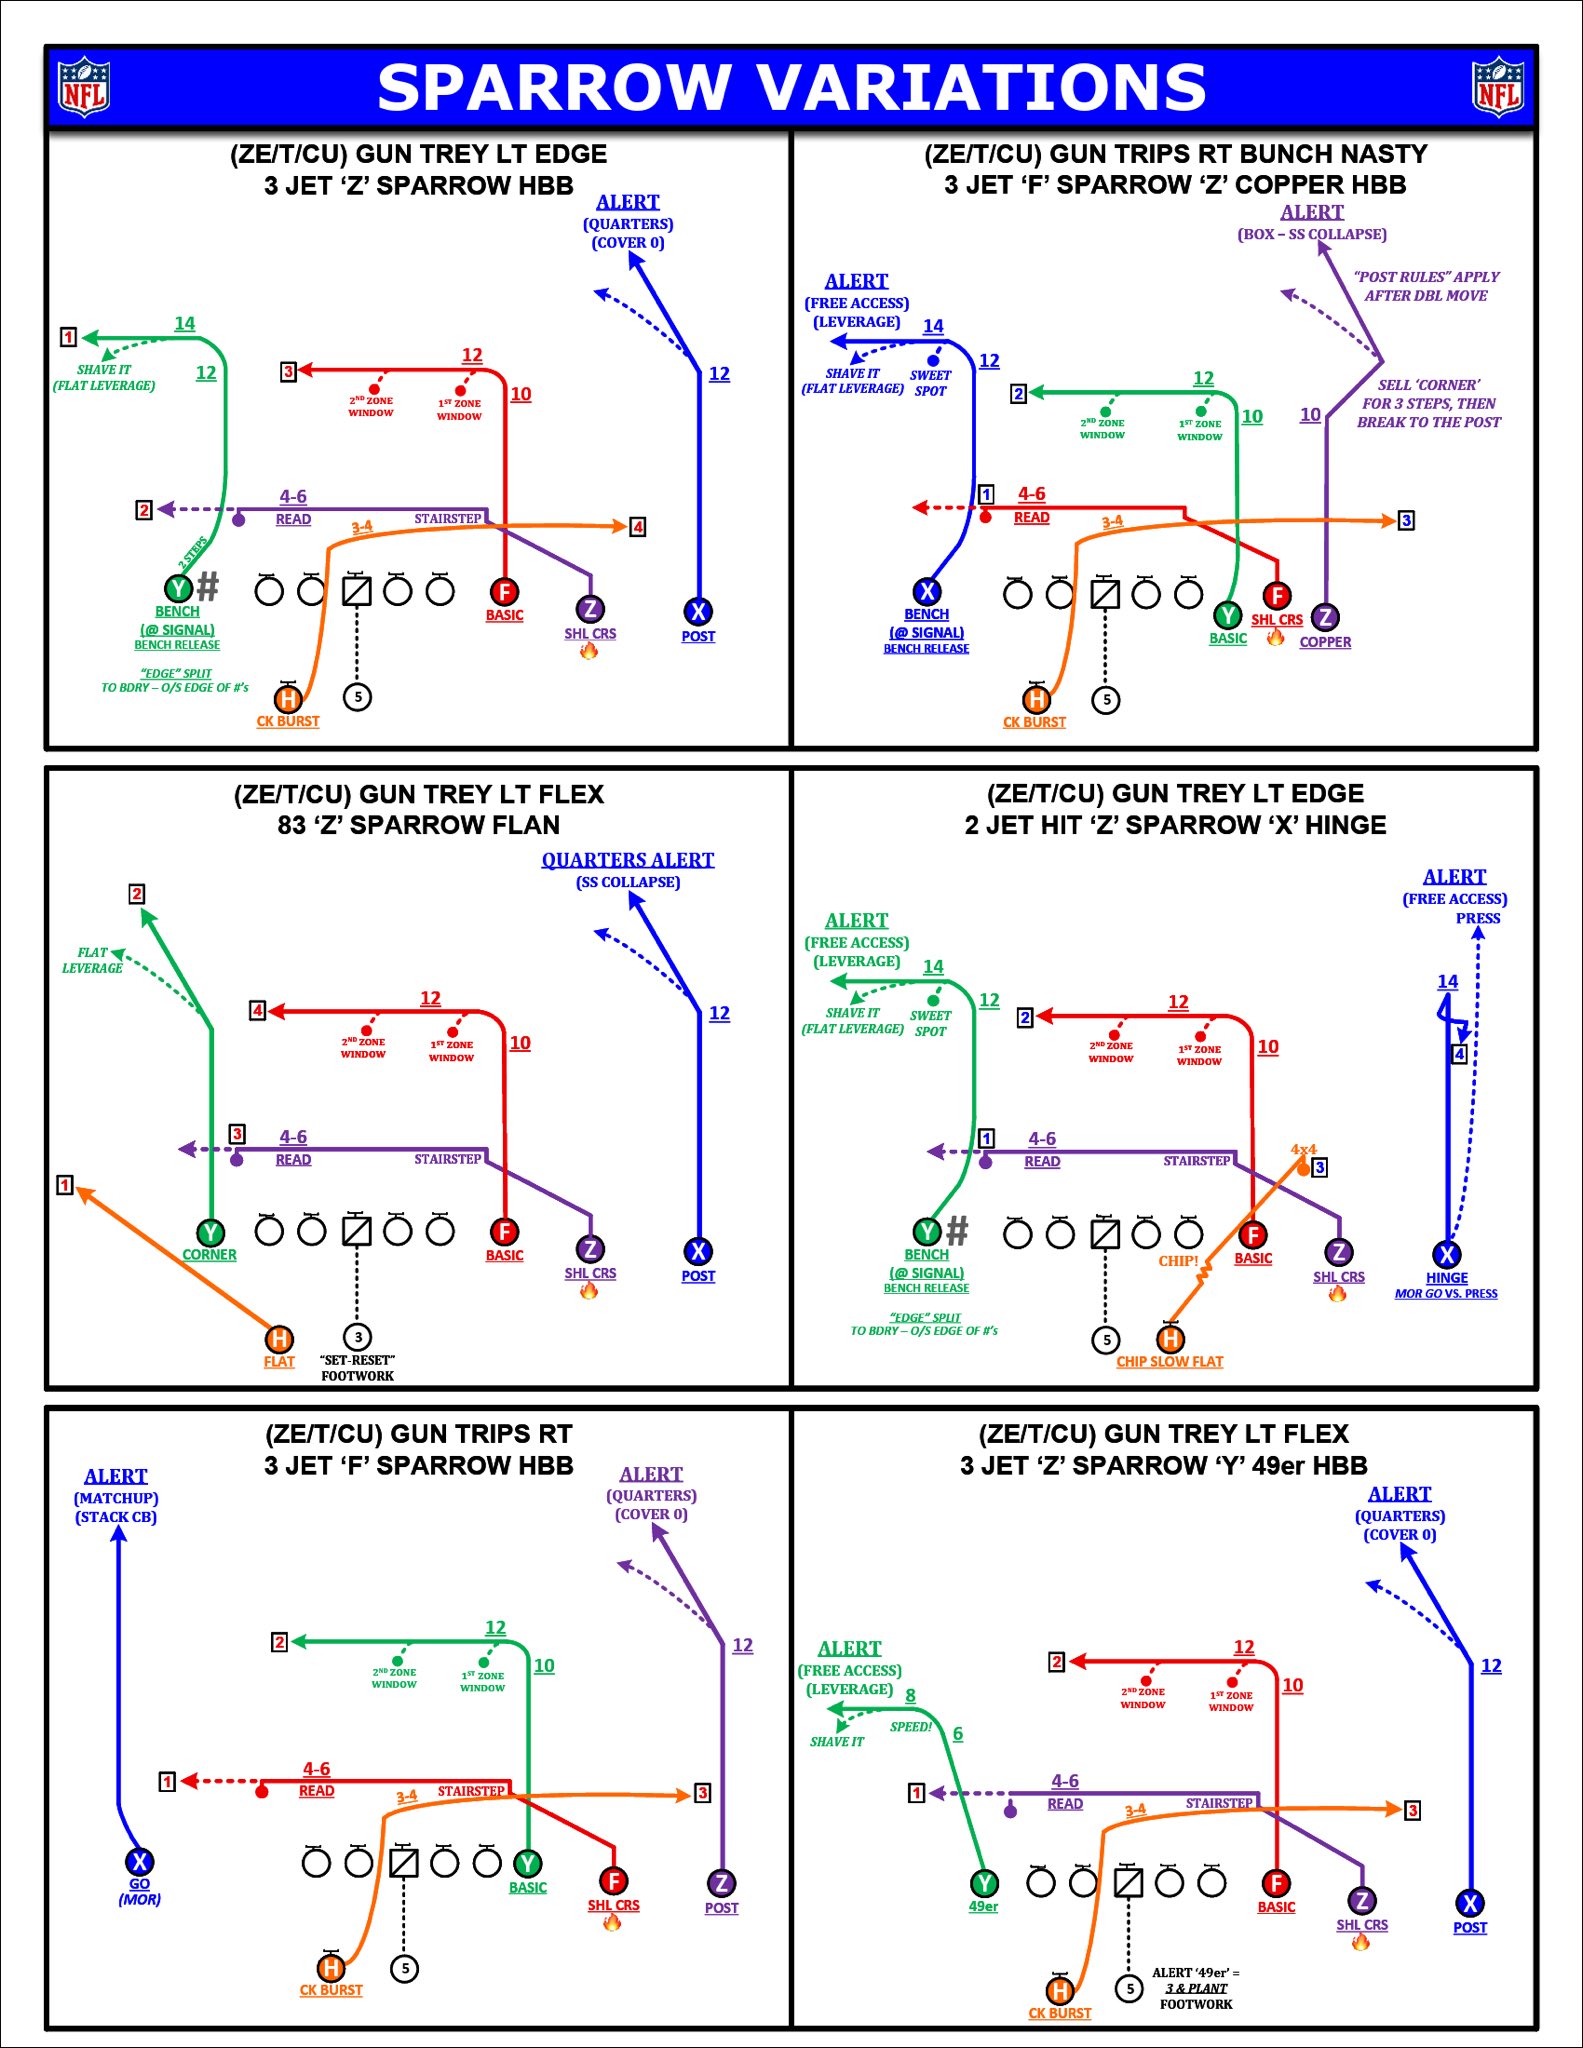 SPARROW VARIATIONS
NFL
NFL
(ZE/T/CU) GUN TREY LT EDGE
3 JET ‘Z’ SPARROW HBB
ALERT
(QUARTERS)
(COVER 0)
1
14
SHAVE IT
(FLAT LEVERAGE)
12
3
12
2ND ZONE
WINDOW
1ST ZONE
WINDOW
10
12
2
4-6
READ
STAIRSTEP
3-4
4
2 STEPS
Y
#
BENCH
(@ SIGNAL)
BENCH RELEASE
“EDGE” SPLIT
TO BDRY – O/S EDGE OF #’s
F
BASIC
Z
SHL CRS
X
POST
H
CK BURST
5
(ZE/T/CU) GUN TRIPS RT BUNCH NASTY
3 JET ‘F’ SPARROW ‘Z’ COPPER HBB
ALERT
(BOX – SS COLLAPSE)
“POST RULES” APPLY
AFTER DBL MOVE
ALERT
(FREE ACCESS)
(LEVERAGE)
14
SHAVE IT
(FLAT LEVERAGE)
SWEET
SPOT
12
2
12
2ND ZONE
WINDOW
1ST ZONE
WINDOW
10
10
SELL ‘CORNER’
FOR 3 STEPS, THEN
BREAK TO THE POST
1
4-6
READ
3-4
3
X
BENCH
(@ SIGNAL)
BENCH RELEASE
Y
BASIC
F
SHL CRS
Z
COPPER
H
CK BURST
5
(ZE/T/CU) GUN TREY LT FLEX
83 ‘Z’ SPARROW FLAN
QUARTERS ALERT
(SS COLLAPSE)
2
FLAT
LEVERAGE
4
12
2ND ZONE
WINDOW
1ST ZONE
WINDOW
10
12
3
4-6
READ
STAIRSTEP
1
Y
CORNER
F
BASIC
Z
SHL CRS
X
POST
H
FLAT
3
“SET-RESET”
FOOTWORK
(ZE/T/CU) GUN TREY LT EDGE
2 JET HIT ‘Z’ SPARROW ‘X’ HINGE
ALERT
(FREE ACCESS)
PRESS
ALERT
(FREE ACCESS)
(LEVERAGE)
14
SHAVE IT
(FLAT LEVERAGE)
SWEET
SPOT
12
2
12
2ND ZONE
WINDOW
1ST ZONE
WINDOW
10
14
4
1
4-6
READ
STAIRSTEP
4x4
3
Y
#
BENCH
(@ SIGNAL)
BENCH RELEASE
“EDGE” SPLIT
TO BDRY – O/S EDGE OF #’s
CHIP!
F
BASIC
Z
SHL CRS
X
HINGE
MOR GO VS. PRESS
5
H
CHIP SLOW FLAT
(ZE/T/CU) GUN TRIPS RT
3 JET ‘F’ SPARROW HBB
ALERT
(MATCHUP)
(STACK CB)
ALERT
(QUARTERS)
(COVER 0)
2
12
2ND ZONE
WINDOW
1ST ZONE
WINDOW
10
12
1
4-6
READ
STAIRSTEP
3-4
3
X
GO
(MOR)
Y
BASIC
F
SHL CRS
Z
POST
H
CK BURST
5
(ZE/T/CU) GUN TREY LT FLEX
3 JET ‘Z’ SPARROW ‘Y’ 49er HBB
ALERT
(QUARTERS)
(COVER 0)
ALERT
(FREE ACCESS)
(LEVERAGE)
8
SPEED!
SHAVE IT
6
2
12
2ND ZONE
WINDOW
1ST ZONE
WINDOW
10
12
1
4-6
READ
STAIRSTEP
3-4
3
Y
49er
F
BASIC
Z
SHL CRS
X
POST
H
CK BURST
5
ALERT ‘49er’ =
3 & PLANT
FOOTWORK